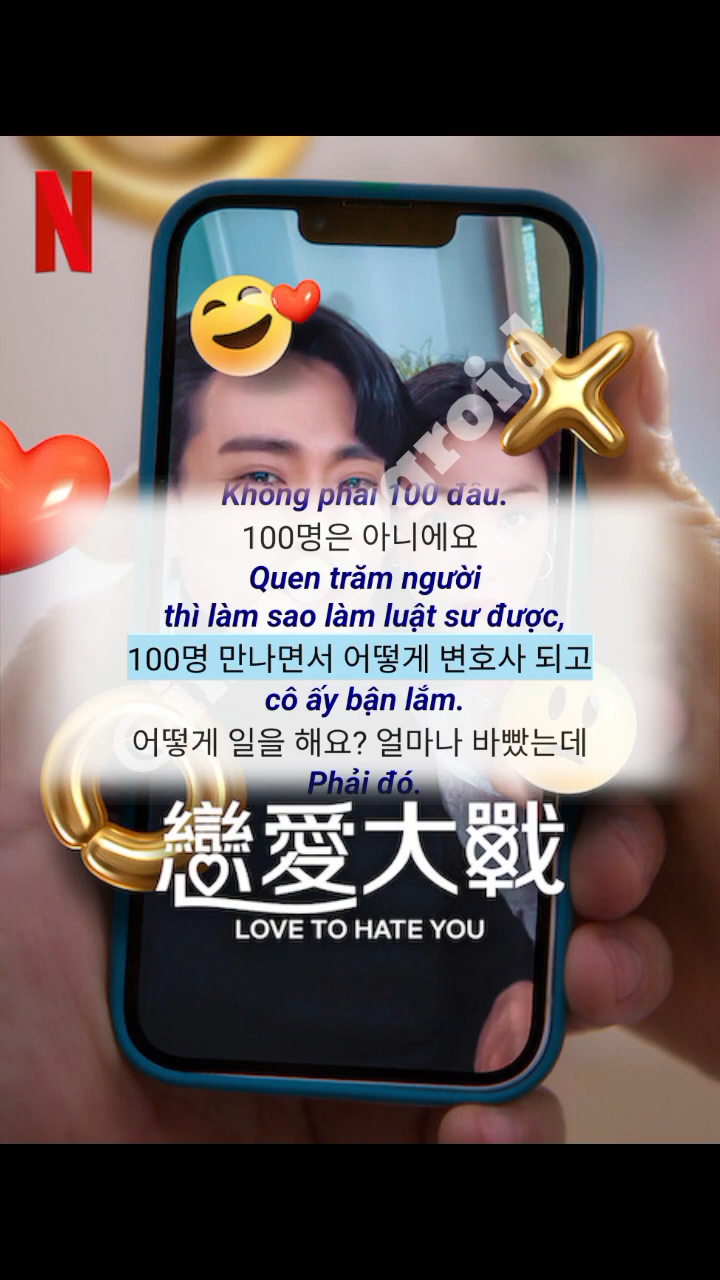 N
Không phải 100 đâu.
100명은 아니에요
Quen trăm người
thì làm sao làm luật sư được,
100명 만나면서 어떻게 변호사 되고
cô ấy bận lắm.
어떻게 일을 해요? 얼마나 바빴는데
Phải đó.
戀愛大戰
LOVE TO HATE YOU